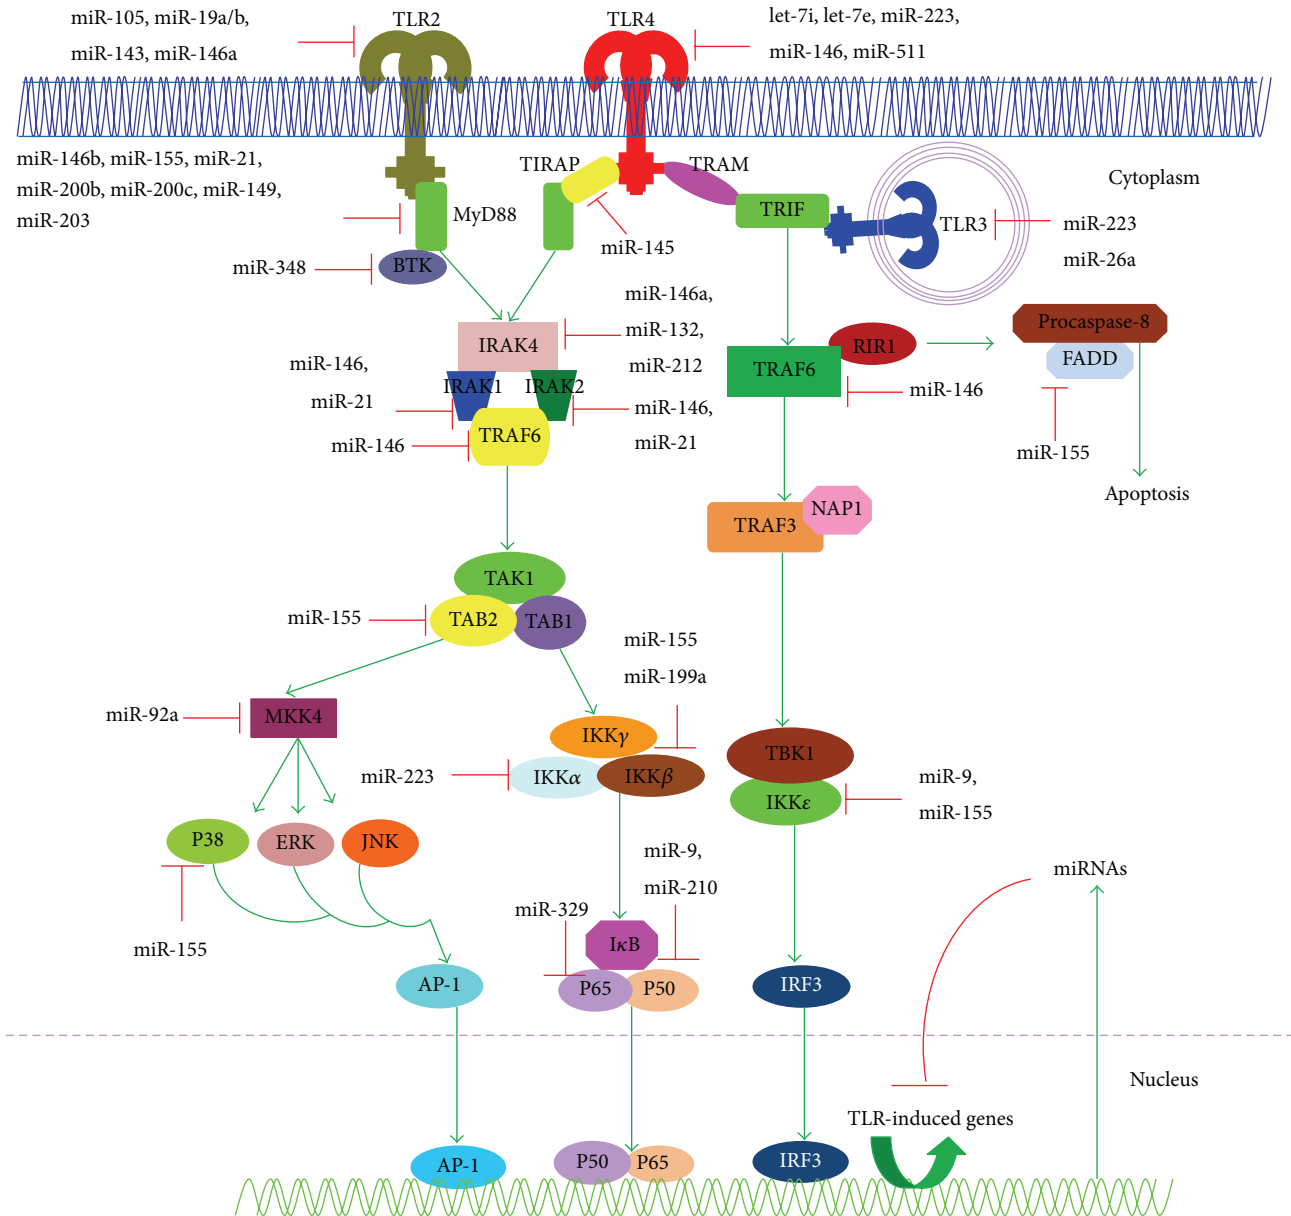 miR-105, miR-19a/b,
miR-143, miR-146a
TLR2
TLR4
let-7i, let-7e, miR-223,
miR-146, miR-511
miR-146b, miR-155, miR-21,
miR-200b, miR-200c, miR-149,
miR-203
MyD88
TIRAP
TRAM
TRIF
TLR3
Cytoplasm
miR-223
miR-26a
miR-145
miR-348
BTK
miR-146a,
miR-132,
miR-212
IRAK4
IRAK1
IRAK2
miR-146,
miR-21
miR-146,
miR-21
miR-146
TRAF6
TRAF6
RIR1
miR-146
Procaspase-8
FADD
miR-155
Apoptosis
TRAF3
NAP1
TAK1
TAB2
TAB1
miR-155
miR-155
miR-199a
miR-92a
MKK4
IKKγ
IKKα
IKKβ
miR-223
TBK1
IKKε
miR-9,
miR-155
P38
ERK
JNK
miR-155
miR-9,
miR-210
miR-329
IκB
P65
P50
AP-1
IRF3
miRNAs
Nucleus
TLR-induced genes
AP-1
P50
P65
IRF3